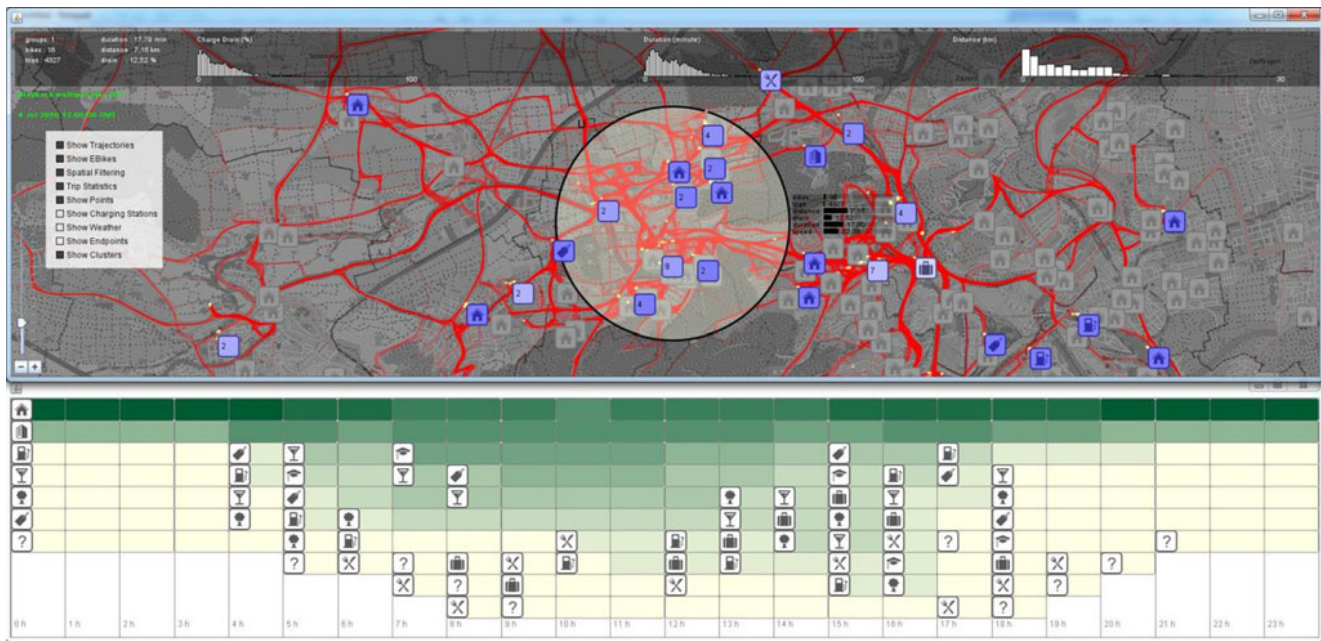 groups: 1
bikes : 16
trips : 4327
duration : 17,79 min
distance : 7,16 km
drain : 12,52 %
Charge Drain (%)
0
100
Duration (minute)
0
100
Distance (km)
0
30
Show Trajectories
Show EBikes
Spatial Filtering
Trip Statistics
Show Points
Show Charging Stations
Show Weather
Show Endpoints
Show Clusters
4
2
2
2
2
4
9
2
7
2
4
2
?
?
?
?
?
?
?
?
?
?
0 h
1 h
2 h
3 h
4 h
5 h
6 h
7 h
8 h
9 h
10 h
11 h
12 h
13 h
14 h
15 h
16 h
17 h
18 h
19 h
20 h
21 h
22 h
23 h